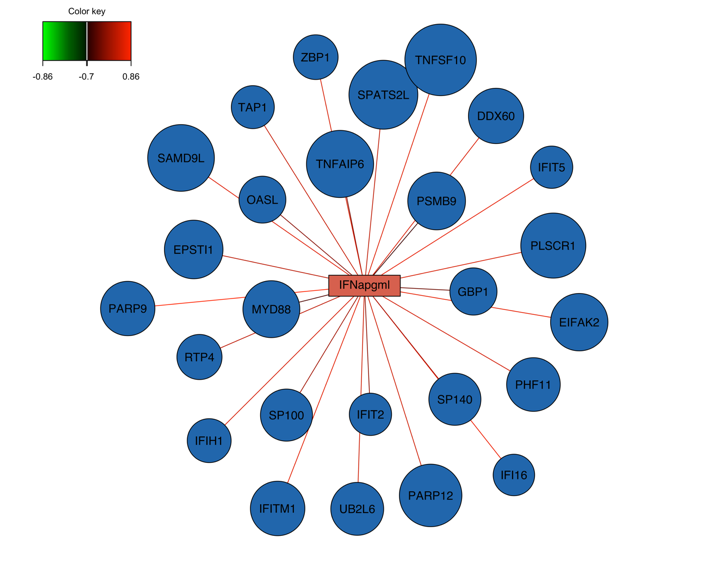 Color key
-0.86 -0.7 0.86
ZBP1
TNFSF10
SPATS2L
TAP1
DDX60
SAMD9L
TNFAIP6
IFIT5
OASL
PSMB9
EPSTI1
PLSCR1
IFNapgml
GBP1
PARP9
MYD88
EIFAK2
RTP4
PHF11
SP140
SP100
IFIT2
IFIH1
IFI16
PARP12
IFITM1
UB2L6